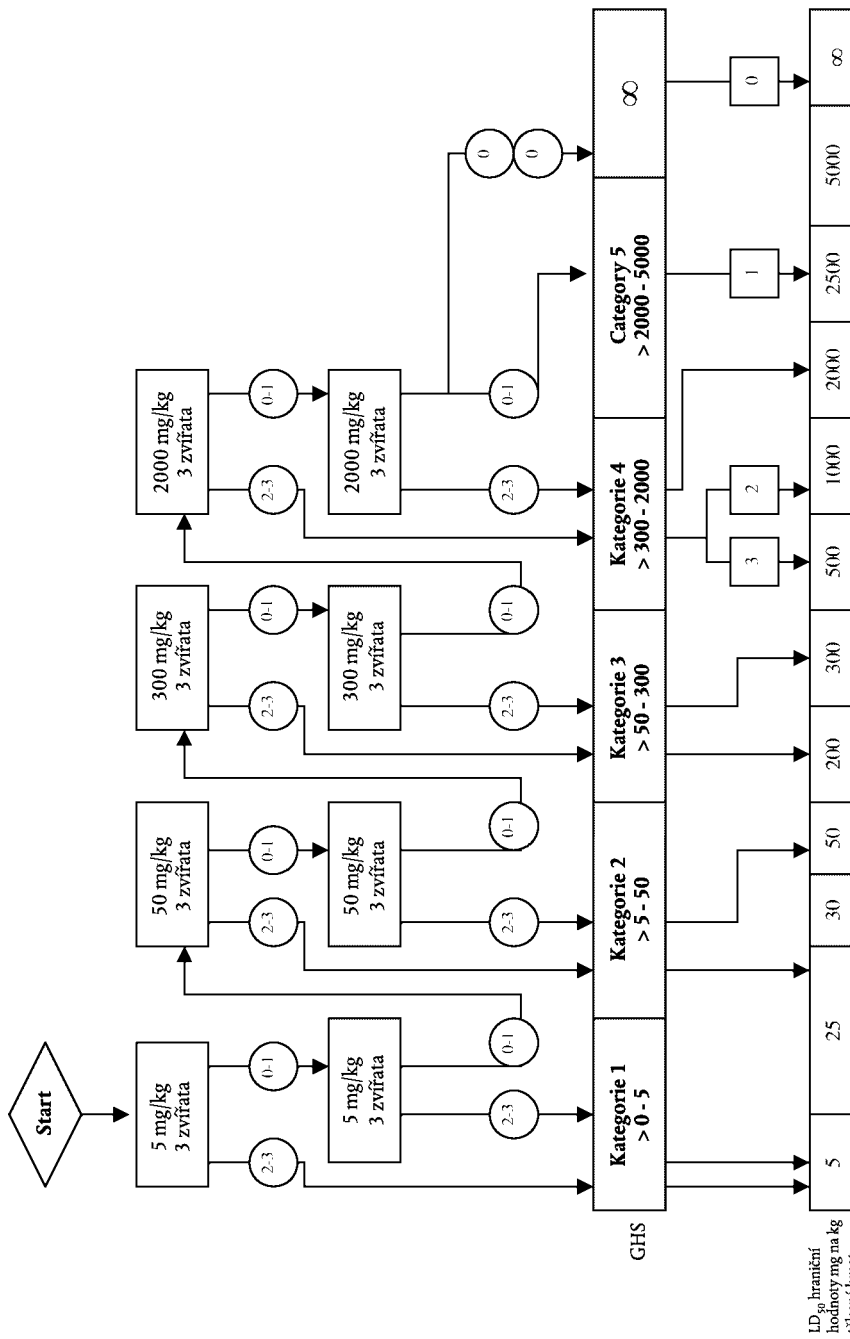 Start
5 mg/kg
3 zvířata
50 mg/kg
3 zvířata
300 mg/kg
3 zvířata
2000 mg/kg
3 zvířata
2-3
0-1
2-3
0-1
2-3
0-1
2-3
0-1
5 mg/kg
3 zvířata
50 mg/kg
3 zvířata
300 mg/kg
3 zvířata
2000 mg/kg
3 zvířata
2-3
0-1
2-3
0-1
2-3
0-1
2-3
0-1
0
0
GHS
Kategorie 1
> 0 - 5
Kategorie 2
> 5 - 50
Kategorie 3
> 50 - 300
Kategorie 4
> 300 - 2000
Category 5
> 2000 - 5000
∞
3
2
1
0
LD50 hraniční
hodnoty mg na kg
5
25
30
50
200
300
500
1000
2000
2500
5000
∞